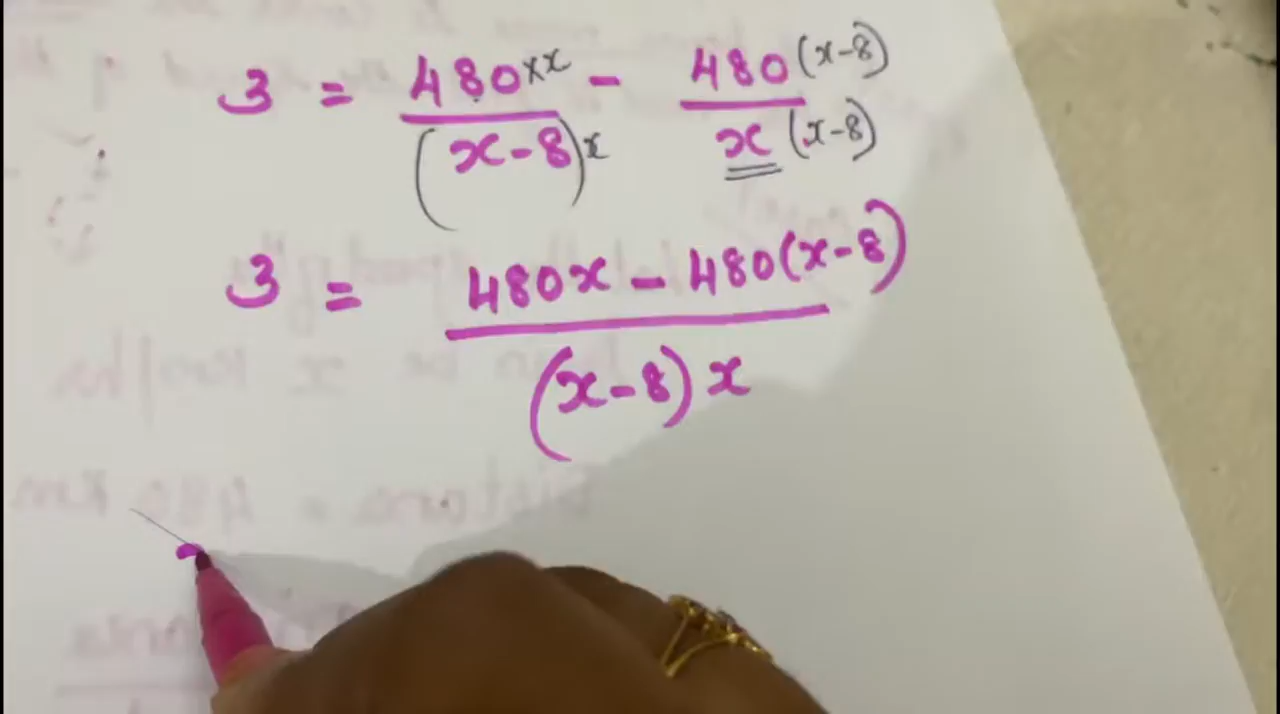 3 = 480×x / (x-8)x - 480(x-8) / x(x-8)
3 = 480x - 480(x-8) / (x-8)x